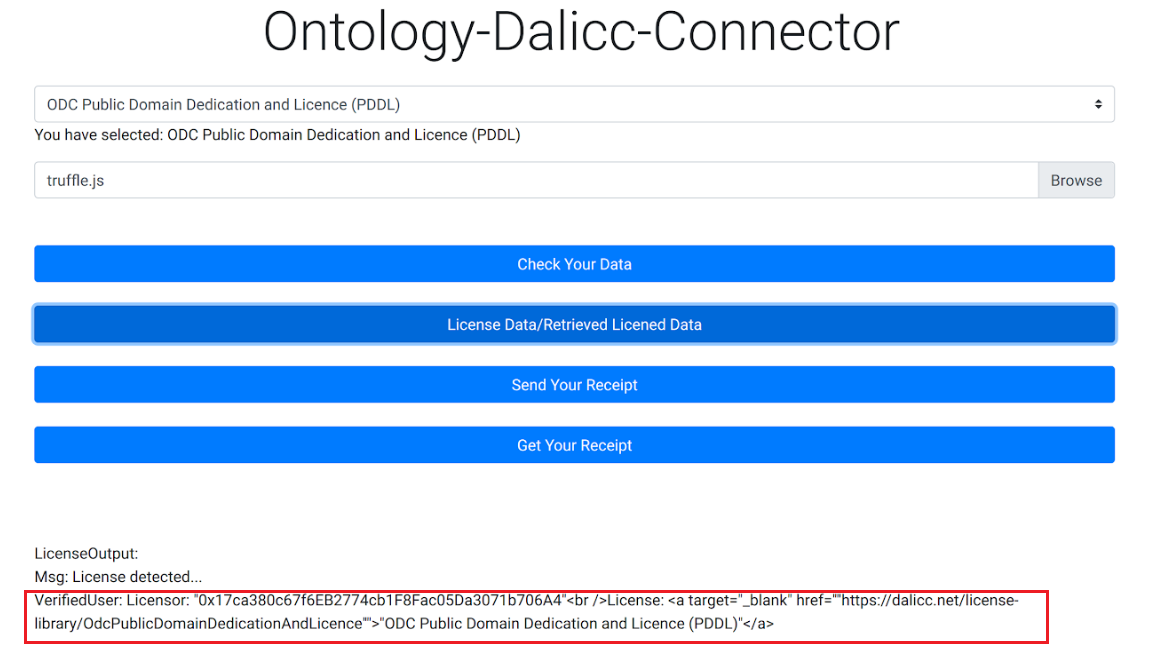 Ontology-Dalicc-Connector
ODC Public Domain Dedication and Licence (PDDL)
You have selected: ODC Public Domain Dedication and Licence (PDDL)
truffle.js
Browse
Check Your Data
License Data/Retrieved Licened Data
Send Your Receipt
Get Your Receipt
LicenseOutput:
Msg: License detected...
VerifiedUser: Licensor: "0x17ca380c67f6EB2774cb1F8Fac05Da3071b706A4"<br />License: <a target="_blank" href=""https://dalicc.net/license-
library/OdcPublicDomainDedicationAndLicence"">"ODC Public Domain Dedication and Licence (PDDL)"</a>